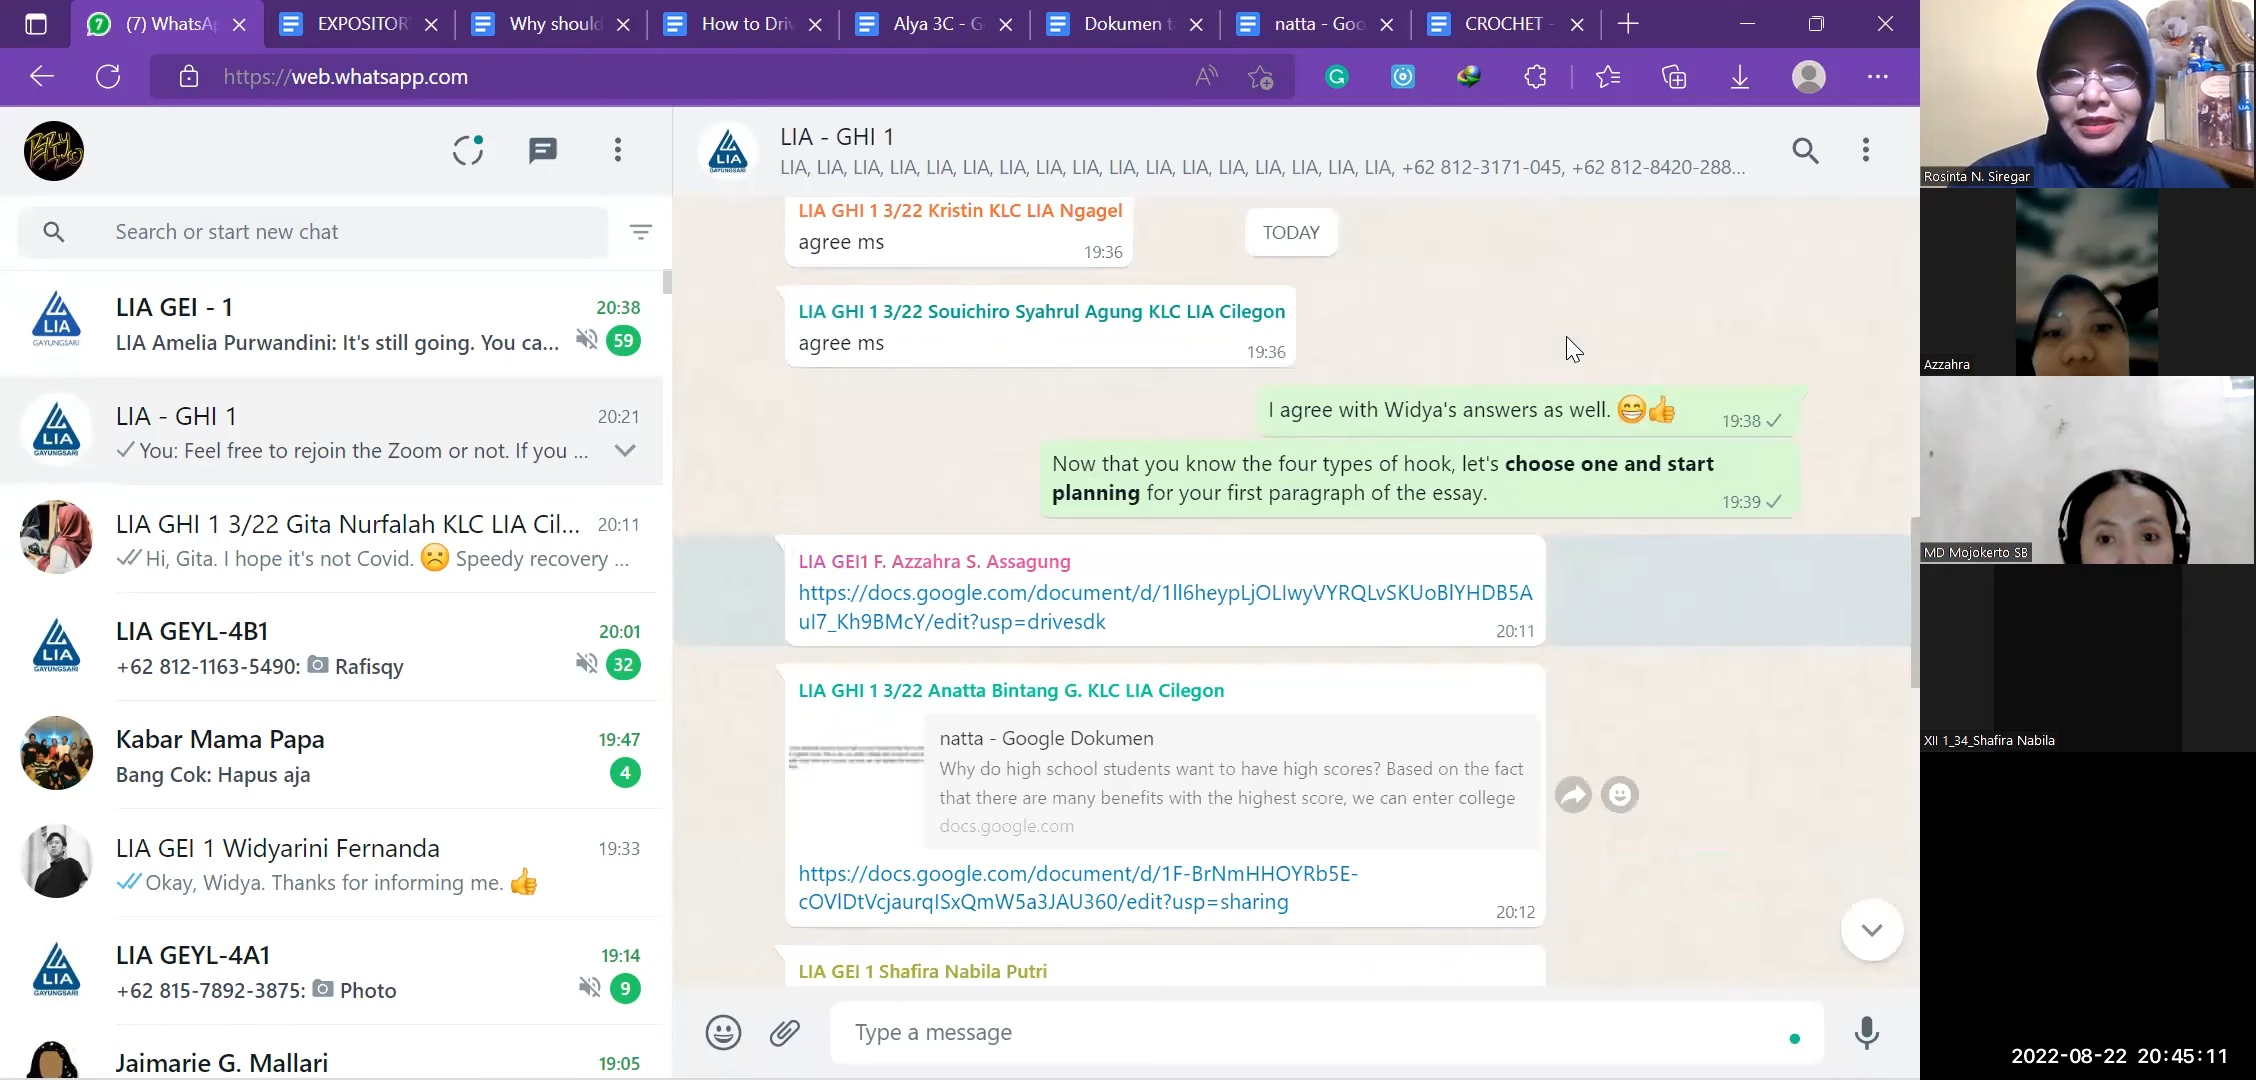 (7) WhatsAp
EXPOSITOR
Why should
How to Driv
Alya 3C - G
Dokumen t
natta - Goo
CROCHET -
https://web.whatsapp.com
LIA - GHI 1
LIA, LIA, LIA, LIA, LIA, LIA, LIA, LIA, LIA, LIA, LIA, LIA, LIA, LIA, LIA, LIA, LIA, +62 812-3171-045, +62 812-8420-288...
Search or start new chat
LIA GEI - 1
20:38
LIA Amelia Purwandini: It's still going. You ca...
59
LIA - GHI 1
20:21
You: Feel free to rejoin the Zoom or not. If you ...
LIA GHI 1 3/22 Gita Nurfalah KLC LIA Cil...
20:11
Hi, Gita. I hope it's not Covid. ☹️ Speedy recovery ...
LIA GEYL-4B1
20:01
+62 812-1163-5490: Rafisqy
32
Kabar Mama Papa
19:47
Bang Cok: Hapus aja
4
LIA GEI 1 Widyarini Fernanda
19:33
Okay, Widya. Thanks for informing me. 👍
LIA GEYL-4A1
19:14
+62 815-7892-3875: Photo
9
Jaimarie G. Mallari
19:05
LIA GHI 1 3/22 Kristin KLC LIA Ngagel
agree ms
19:36
TODAY
LIA GHI 1 3/22 Souichiro Syahrul Agung KLC LIA Cilegon
agree ms
19:36
I agree with Widya's answers as well. 😁👍
19:38
Now that you know the four types of hook, let's choose one and start
planning for your first paragraph of the essay.
19:39
LIA GEI1 F. Azzahra S. Assagung
https://docs.google.com/document/d/1ll6heypLjOLIwyVYRQLvSKUoBlYHDB5A
uI7_Kh9BMcY/edit?usp=drivesdk
20:11
LIA GHI 1 3/22 Anatta Bintang G. KLC LIA Cilegon
natta - Google Dokumen
Why do high school students want to have high scores? Based on the fact
that there are many benefits with the highest score, we can enter college
docs.google.com
https://docs.google.com/document/d/1F-BrNmHHOYRb5E-
cOVlDtVcjaurqISxQmW5a3JAU360/edit?usp=sharing
20:12
LIA GEI 1 Shafira Nabila Putri
Type a message
Rosinta N. Siregar
Azzahra
MD Mojokerto SB
XII 1_34_Shafira Nabila
2022-08-22 20:45:11